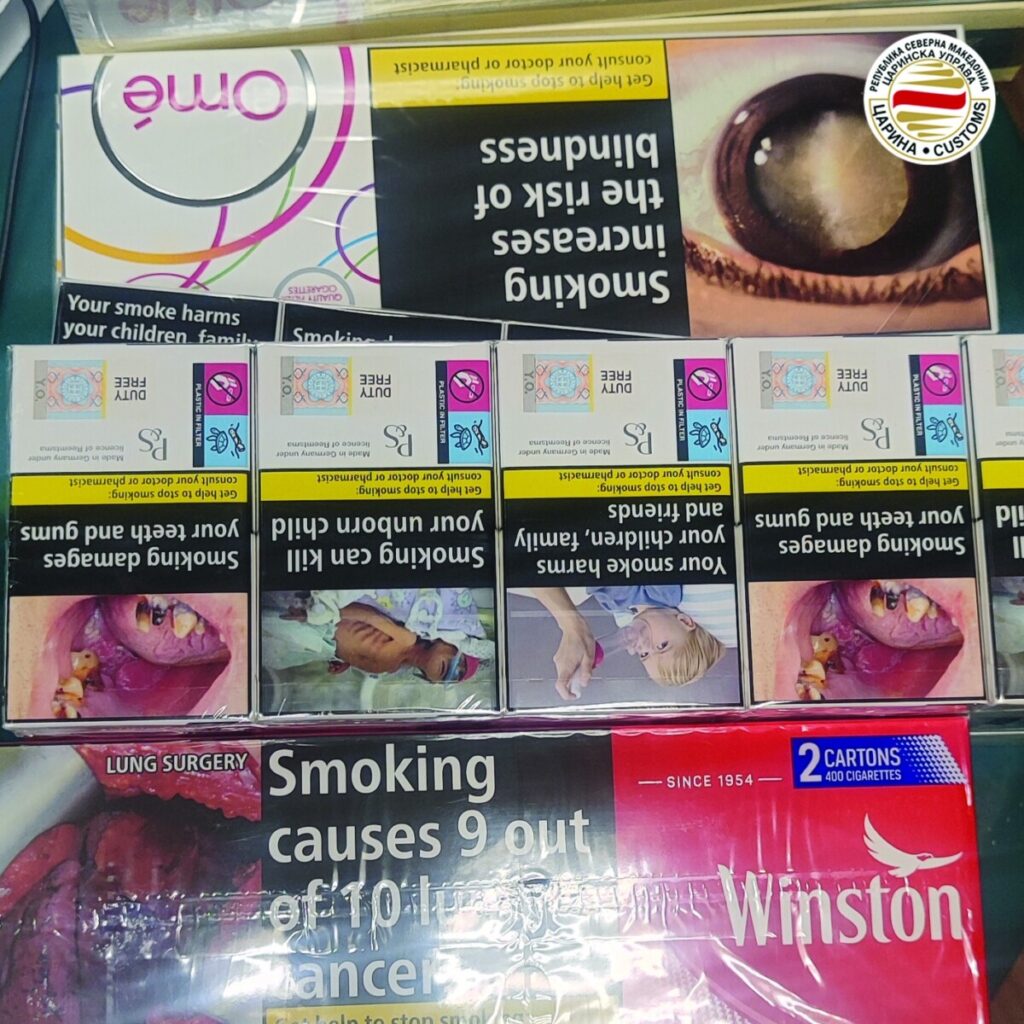 РЕПУБЛИКА СЕВЕРНА МАКЕДОНИЈА
ЦАРИНСКА УПРАВА
ЦАРИНА • CUSTOMS
Omé
QUALITY
CIGARETTES
Smoking
increases
the risk of
blindness
Get help to stop smoking:
consult your doctor or pharmacist
Your smoke harms
your children, family
Smoking
DUTY
FREE
Y.O.
PLASTIC IN FILTER
P&S
Made in Germany under
licence of Reemtsma
Smoking damages
your teeth and gums
Get help to stop smoking:
consult your doctor or pharmacist
DUTY
FREE
Y.O.
PLASTIC IN FILTER
P&S
Made in Germany under
licence of Reemtsma
Smoking can kill
your unborn child
Get help to stop smoking:
consult your doctor or pharmacist
DUTY
FREE
Y.O.
PLASTIC IN FILTER
P&S
Made in Germany under
licence of Reemtsma
Your smoke harms
your children, family
and friends
Get help to stop smoking:
consult your doctor or pharmacist
DUTY
FREE
Y.O.
PLASTIC IN FILTER
P&S
Made in Germany under
licence of Reemtsma
Smoking damages
your teeth and gums
Get help to stop smoking:
consult your doctor or pharmacist
LUNG SURGERY
Smoking
causes 9 out
of 10
cancer
Get help to stop smoking
SINCE 1954
2 CARTONS
400 CIGARETTES
Winston